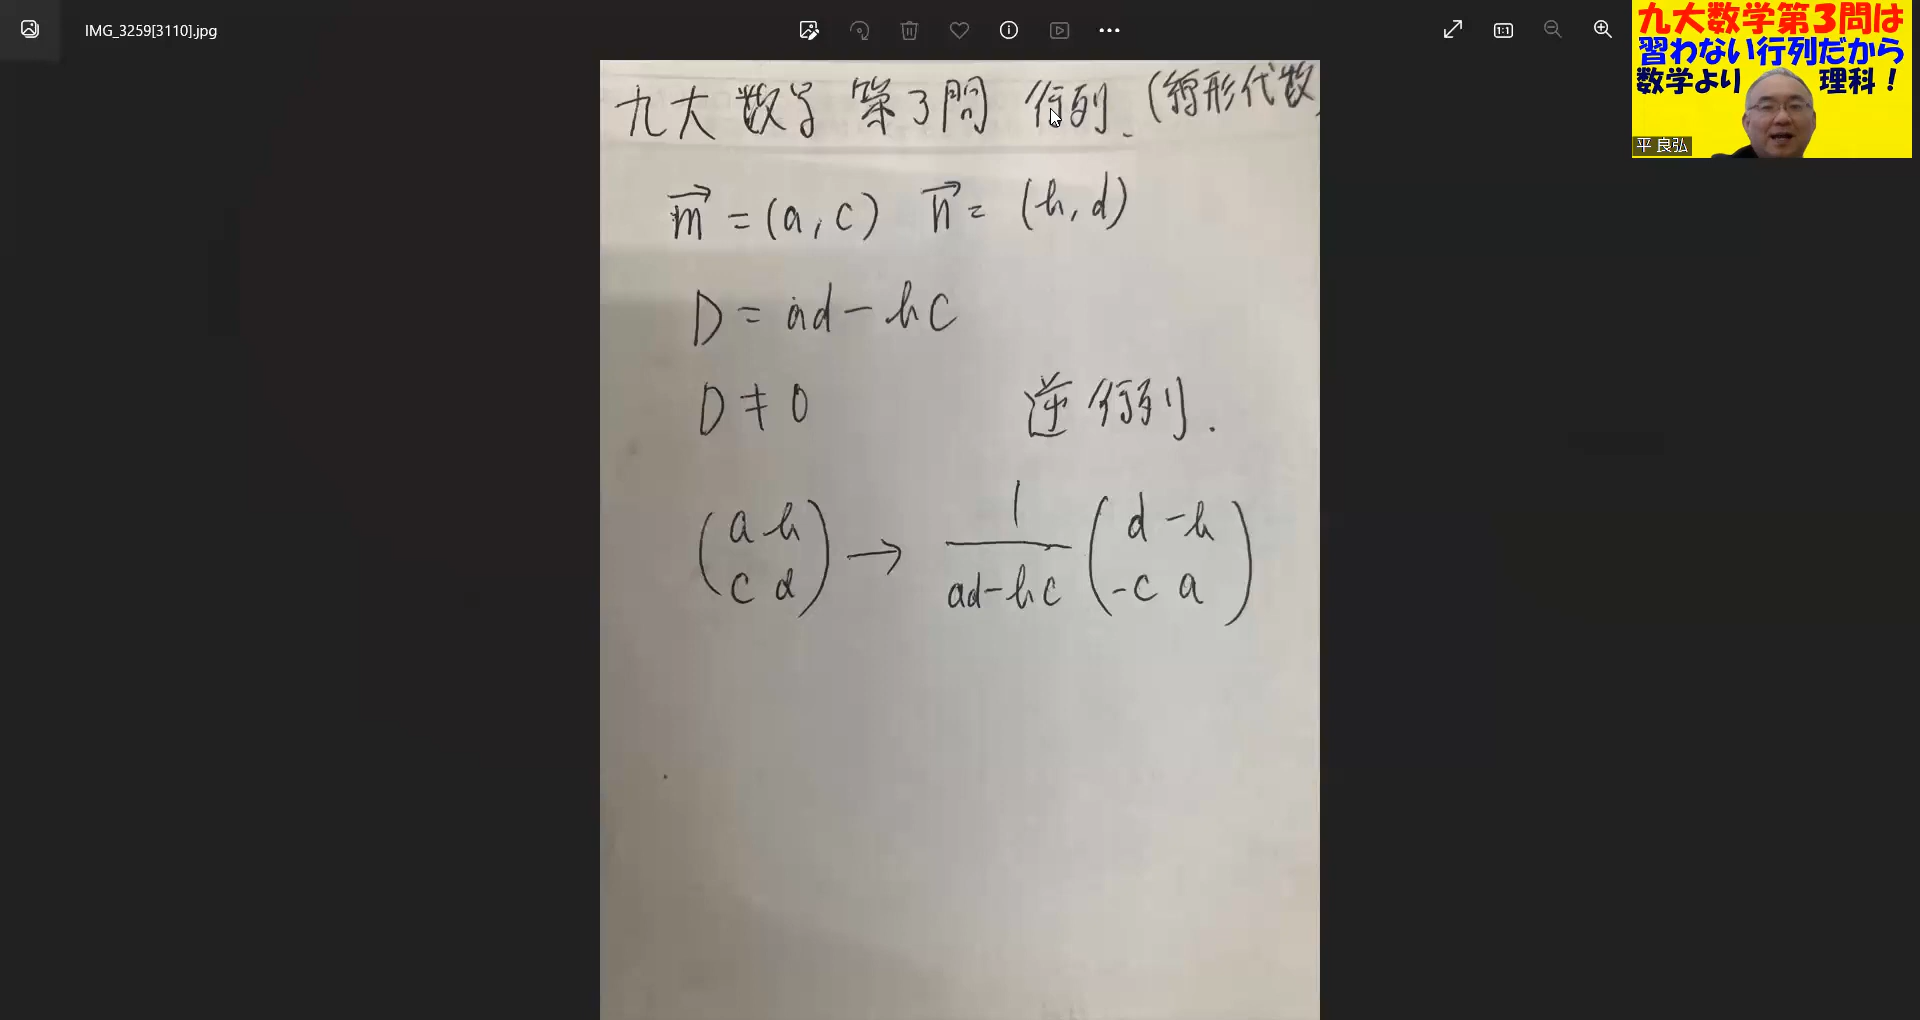 IMG_3259[3110].jpg
九大数学第3問は
習わない行列だから
数学より 理科！
平 良弘
九大数学 第3問 行列.(線形代数)
m→ = (a, c) n→ = (b, d)
D = ad - bc
D ≠ 0 逆行列.
(a b
c d) → 1/(ad-bc) (d -b
-c a)